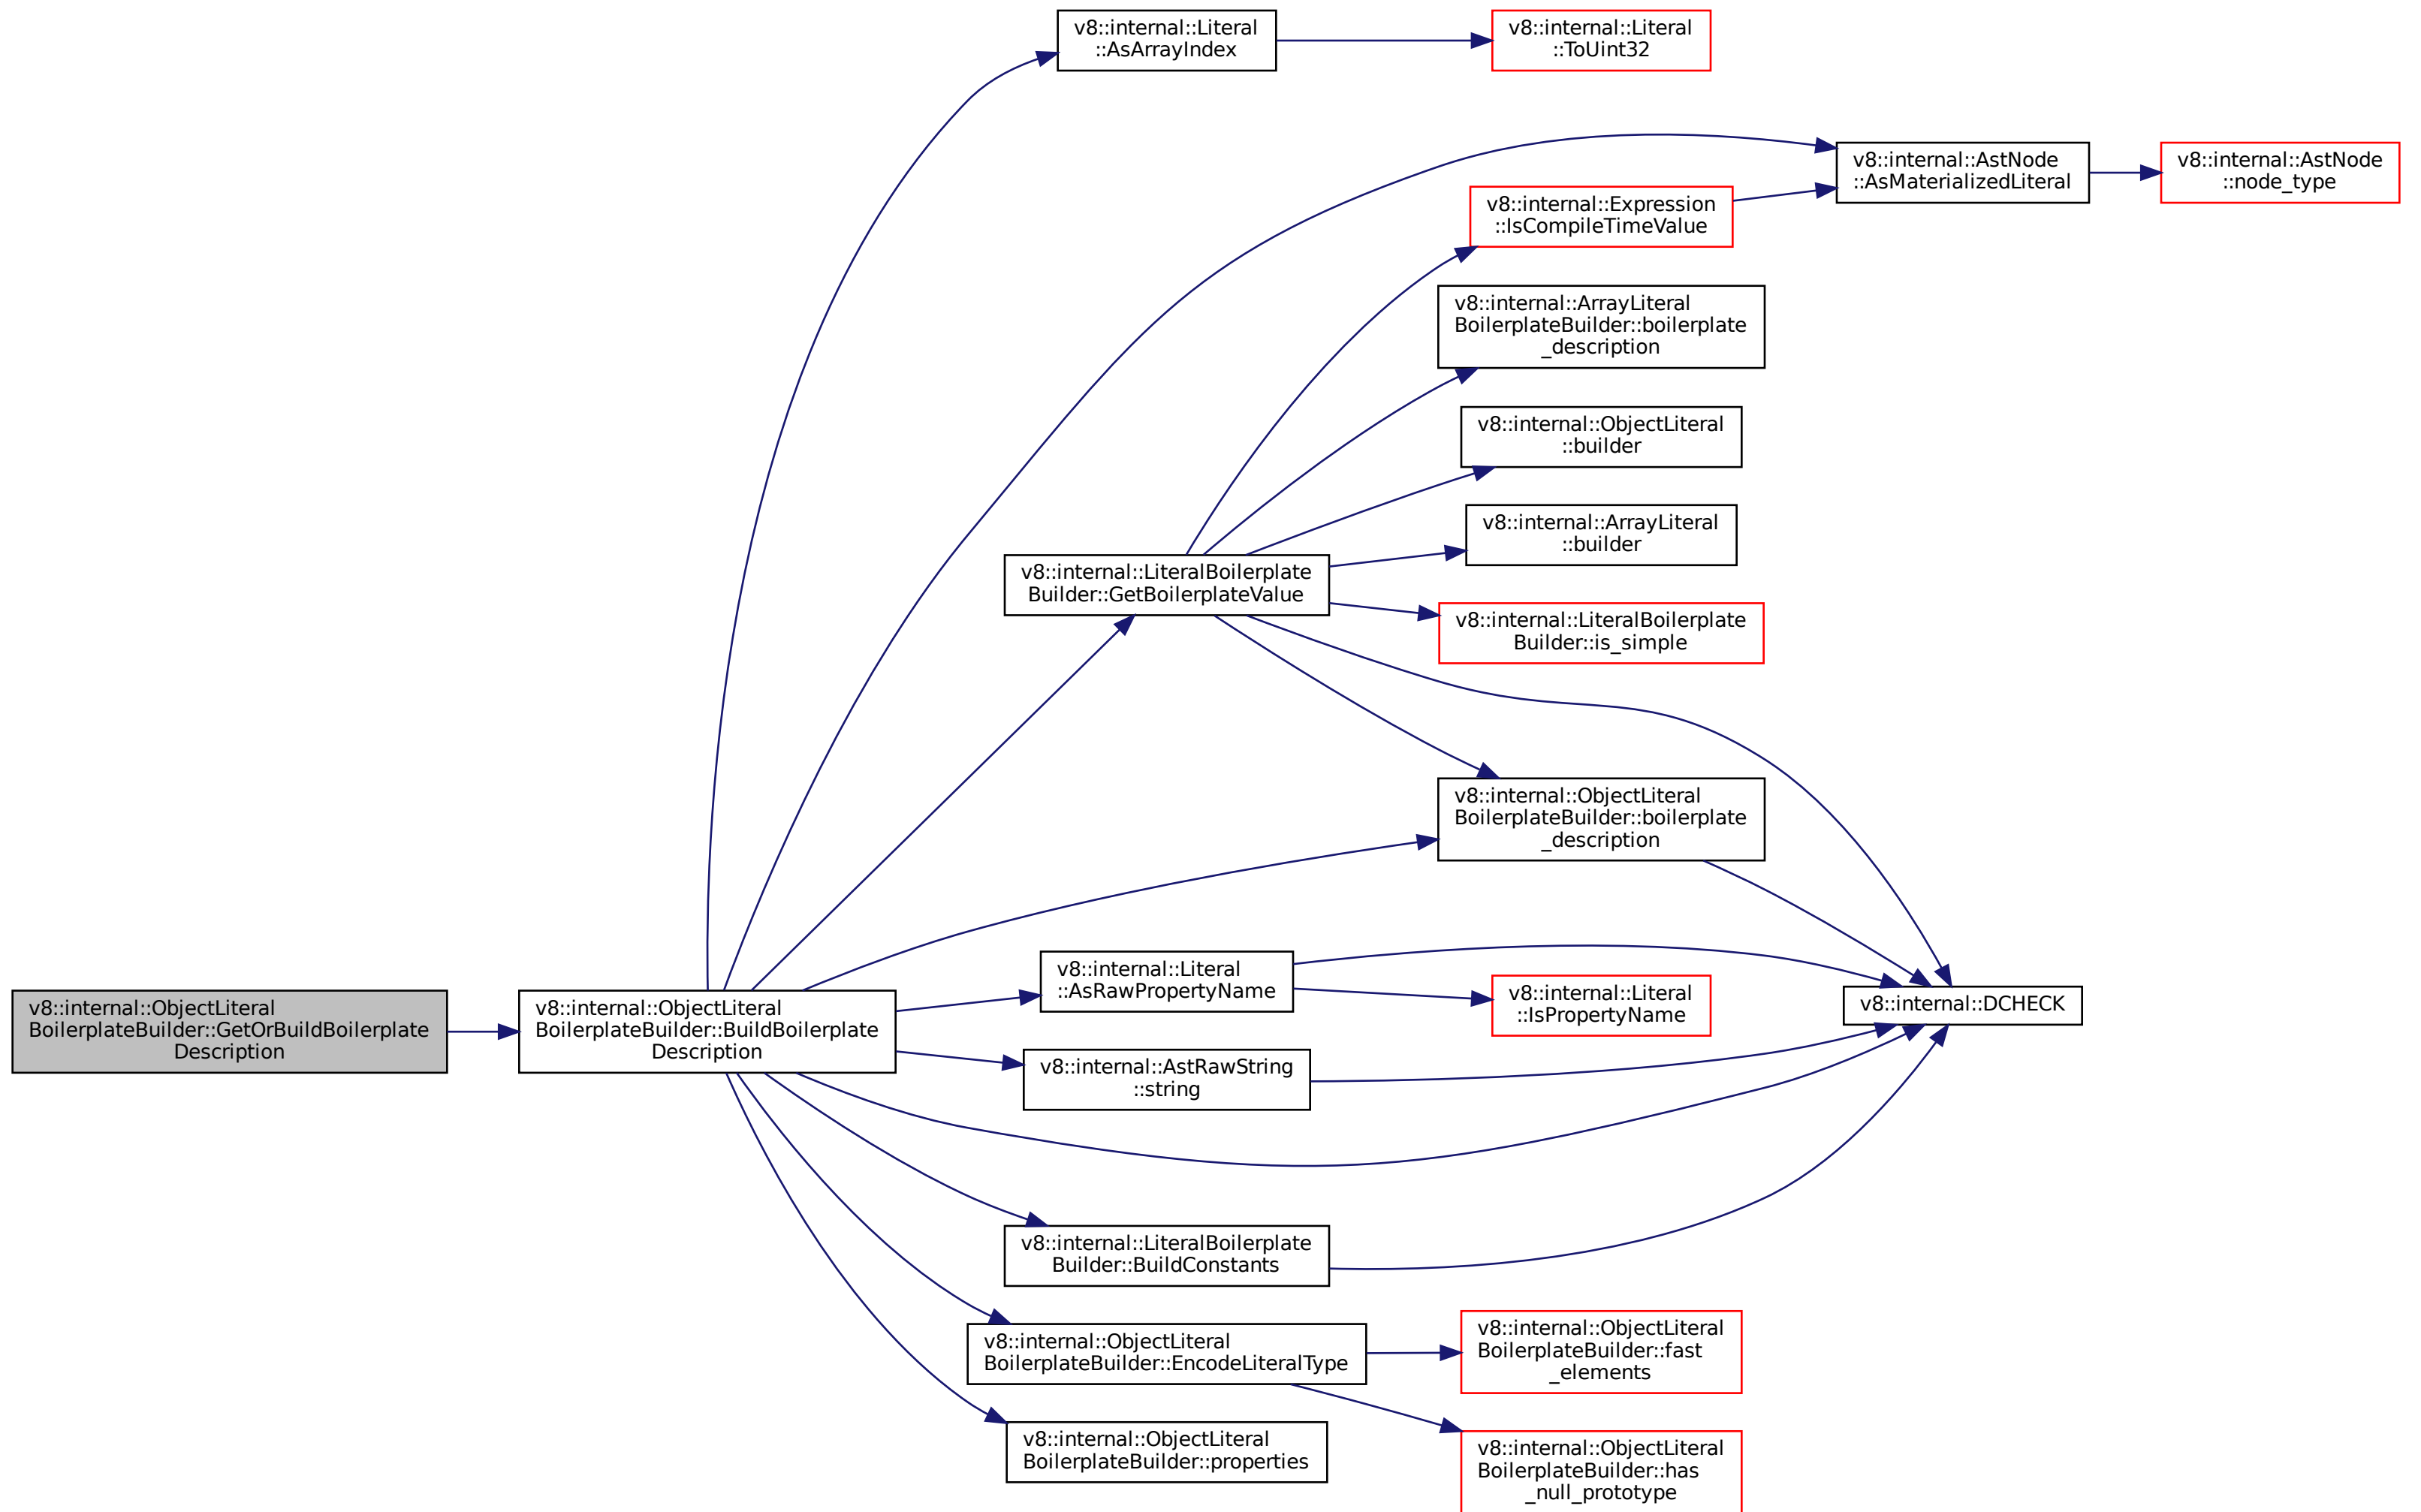 v8::internal::Literal
::AsArrayIndex
v8::internal::Literal
::ToUint32
v8::internal::AstNode
::AsMaterializedLiteral
v8::internal::AstNode
::node_type
v8::internal::Expression
::IsCompileTimeValue
v8::internal::ArrayLiteral
BoilerplateBuilder::boilerplate
_description
v8::internal::ObjectLiteral
::builder
v8::internal::ArrayLiteral
::builder
v8::internal::LiteralBoilerplate
Builder::GetBoilerplateValue
v8::internal::LiteralBoilerplate
Builder::is_simple
v8::internal::ObjectLiteral
BoilerplateBuilder::boilerplate
_description
v8::internal::Literal
::AsRawPropertyName
v8::internal::Literal
::IsPropertyName
v8::internal::DCHECK
v8::internal::ObjectLiteral
BoilerplateBuilder::GetOrBuildBoilerplate
Description
v8::internal::ObjectLiteral
BoilerplateBuilder::BuildBoilerplate
Description
v8::internal::AstRawString
::string
v8::internal::LiteralBoilerplate
Builder::BuildConstants
v8::internal::ObjectLiteral
BoilerplateBuilder::EncodeLiteralType
v8::internal::ObjectLiteral
BoilerplateBuilder::fast
_elements
v8::internal::ObjectLiteral
BoilerplateBuilder::properties
v8::internal::ObjectLiteral
BoilerplateBuilder::has
_null_prototype